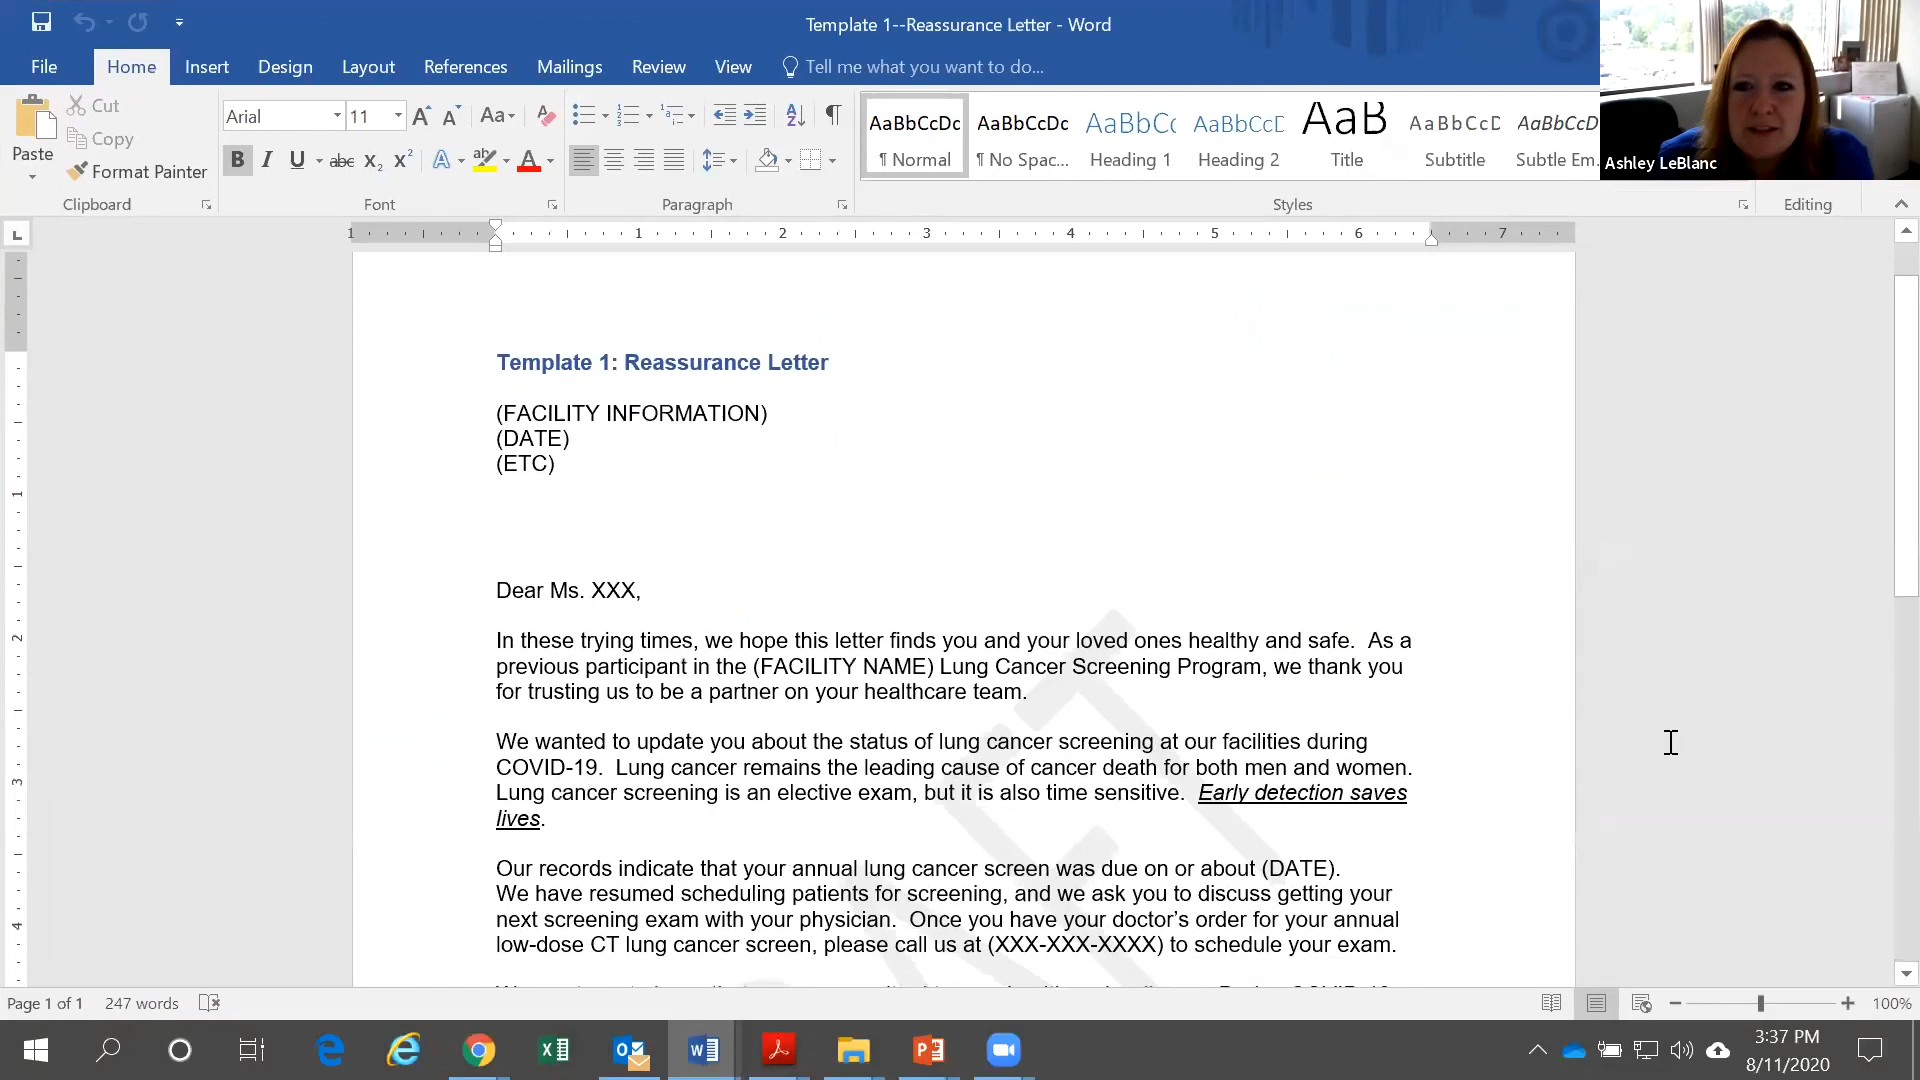 Template 1--Reassurance Letter - Word
File Home Insert Design Layout References Mailings Review View Tell me what you want to do...
Ashley LeBlanc
Paste
Cut
Copy
Format Painter
Arial 11
AaBbCcDc AaBbCcDc AaBbCc AaBbCcD AaB AaBbCcD AaBbCcD
¶ Normal ¶ No Spac... Heading 1 Heading 2 Title Subtitle Subtle Em...
Clipboard Font Paragraph Styles Editing
1 1 2 3 4 5 6 7
Template 1: Reassurance Letter
(FACILITY INFORMATION)
(DATE)
(ETC)
Dear Ms. XXX,
In these trying times, we hope this letter finds you and your loved ones healthy and safe. As a
previous participant in the (FACILITY NAME) Lung Cancer Screening Program, we thank you
for trusting us to be a partner on your healthcare team.
We wanted to update you about the status of lung cancer screening at our facilities during
COVID-19. Lung cancer remains the leading cause of cancer death for both men and women.
Lung cancer screening is an elective exam, but it is also time sensitive. Early detection saves
lives.
Our records indicate that your annual lung cancer screen was due on or about (DATE).
We have resumed scheduling patients for screening, and we ask you to discuss getting your
next screening exam with your physician. Once you have your doctor's order for your annual
low-dose CT lung cancer screen, please call us at (XXX-XXX-XXXX) to schedule your exam.
Page 1 of 1 247 words 100%
3:37 PM
8/11/2020